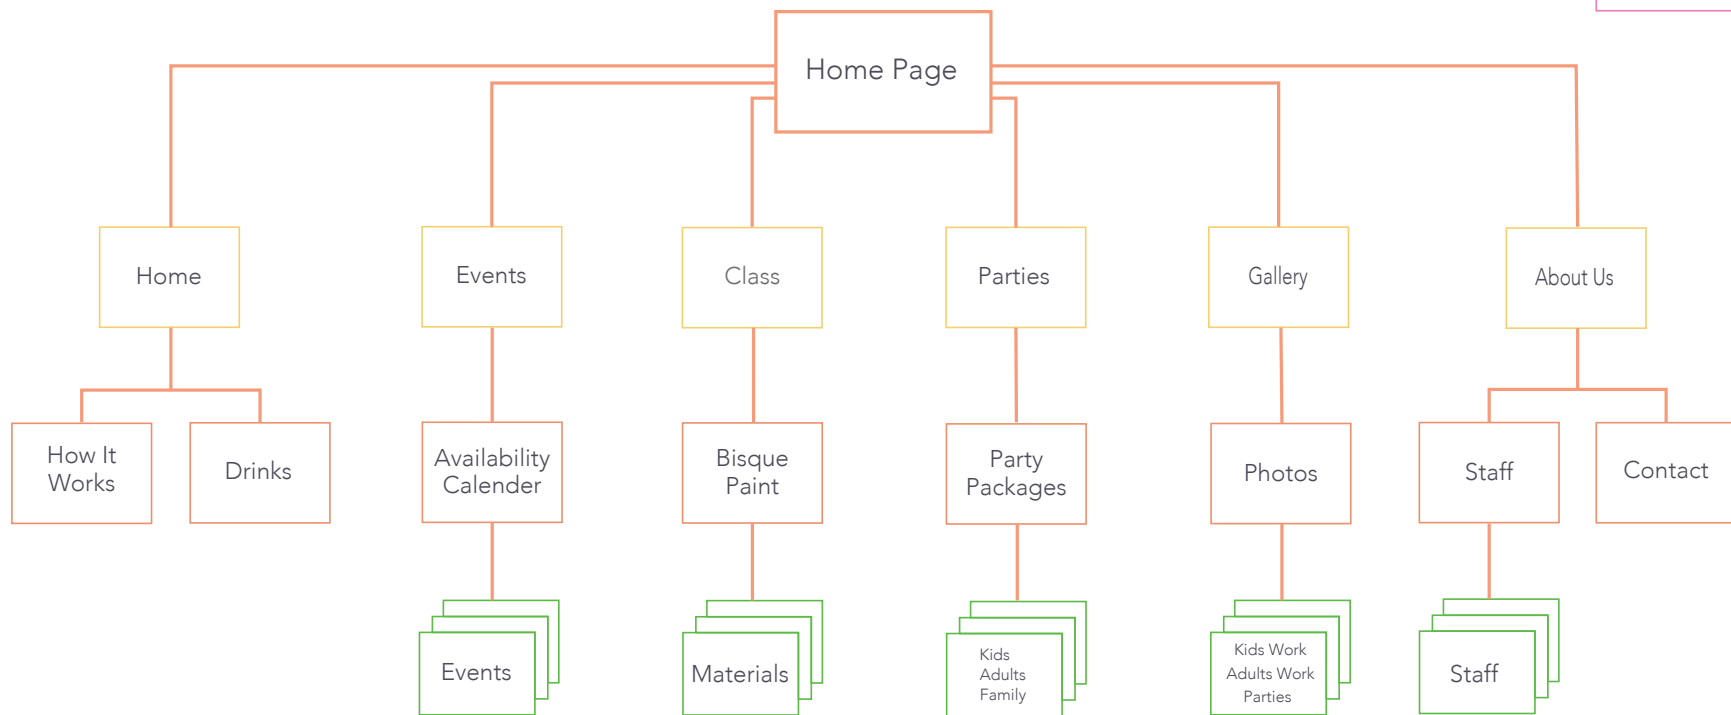 Home Page
Home
Events
Class
Parties
Gallery
About Us
How It
Works
Drinks
Availability
Calender
Bisque
Paint
Party
Packages
Photos
Staff
Contact
Events
Materials
Kids
Adults
Family
Kids Work
Adults Work
Parties
Staff